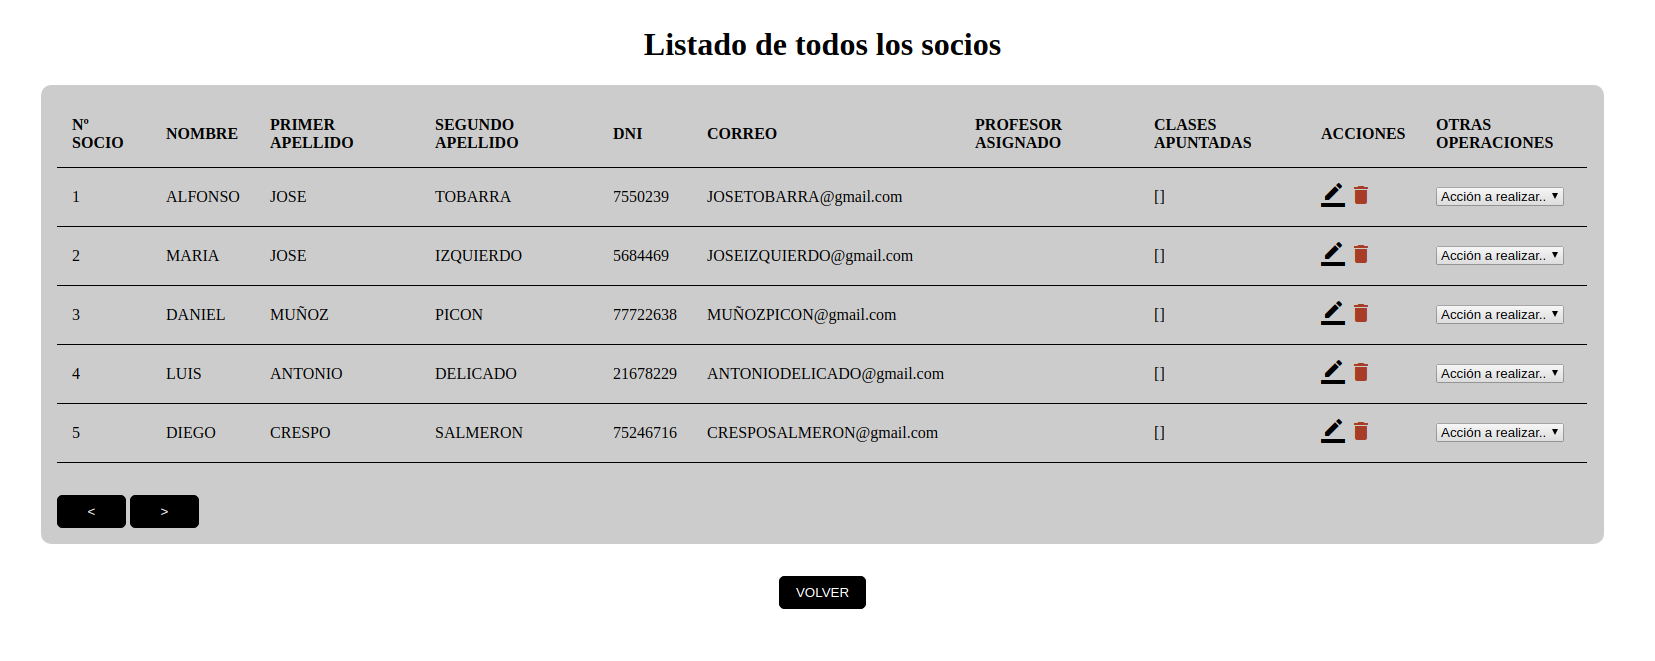 Listado de todos los socios
Nº SOCIO NOMBRE PRIMER APELLIDO SEGUNDO APELLIDO DNI CORREO PROFESOR ASIGNADO CLASES APUNTADAS ACCIONES OTRAS OPERACIONES
1 ALFONSO JOSE TOBARRA 7550239 JOSETOBARRA@gmail.com [] Acción a realizar..
2 MARIA JOSE IZQUIERDO 5684469 JOSEIZQUIERDO@gmail.com [] Acción a realizar..
3 DANIEL MUÑOZ PICON 77722638 MUÑOZPICON@gmail.com [] Acción a realizar..
4 LUIS ANTONIO DELICADO 21678229 ANTONIODELICADO@gmail.com [] Acción a realizar..
5 DIEGO CRESPO SALMERON 75246716 CRESPOSALMERON@gmail.com [] Acción a realizar..
< >
VOLVER